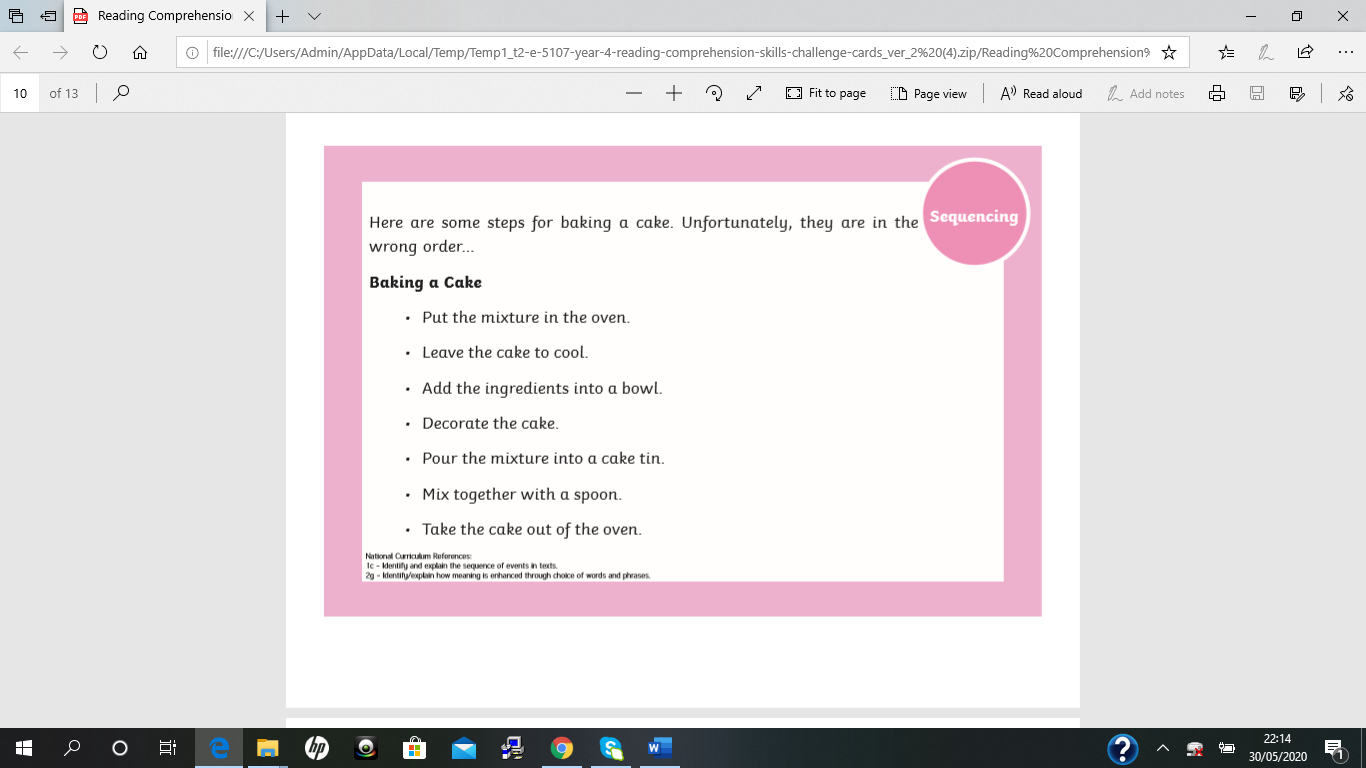 Reading Comprehensio
file:///C:/Users/Admin/AppData/Local/Temp/Temp1_t2-e-5107-year-4-reading-comprehension-skills-challenge-cards_ver_2%20(4).zip/Reading%20Comprehension%
10 of 13
Fit to page
Page view
Read aloud
Add notes
Sequencing
Here are some steps for baking a cake. Unfortunately, they are in the
wrong order...
Baking a Cake
• Put the mixture in the oven.
• Leave the cake to cool.
• Add the ingredients into a bowl.
• Decorate the cake.
• Pour the mixture into a cake tin.
• Mix together with a spoon.
• Take the cake out of the oven.
National Curriculum References:
1c - Identify and explain the sequence of events in texts.
2g - Identify/explain how meaning is enhanced through choice of words and phrases.
22:14
30/05/2020